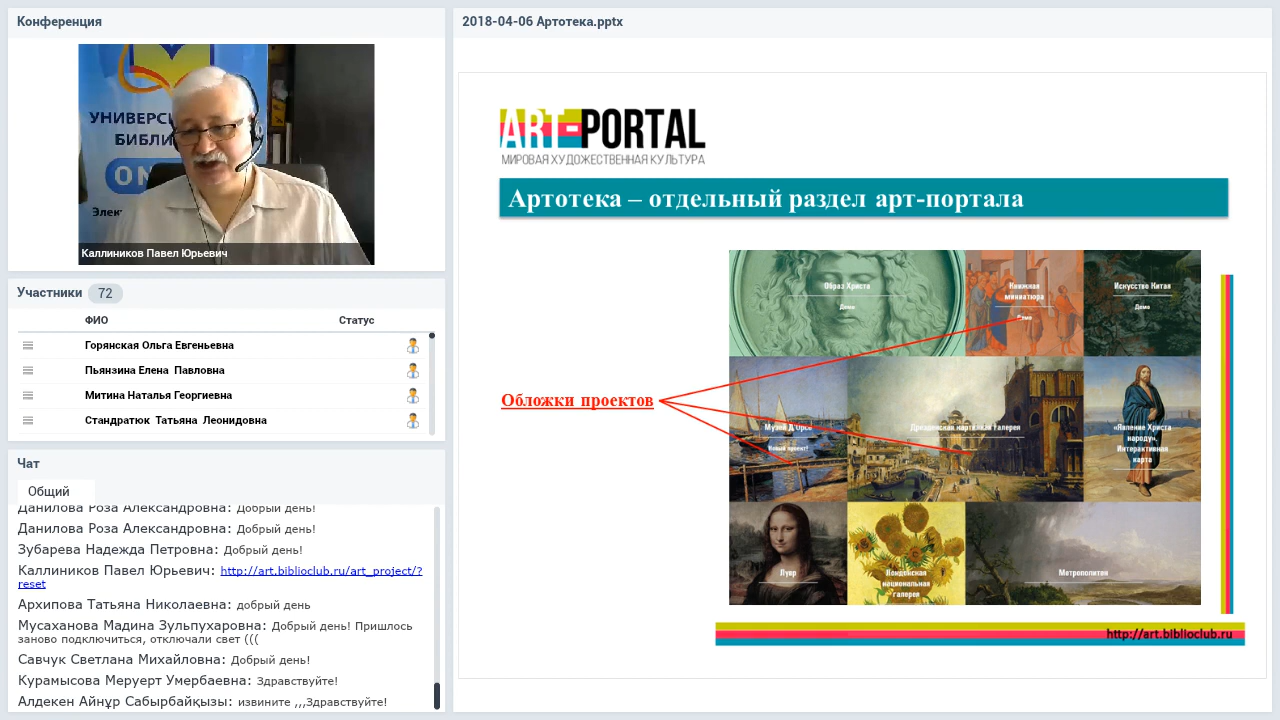 Конференция
УНИВЕРС
БИБЛИ
ON
Элек
Каллиников Павел Юрьевич
Участники 72
ФИО Статус
Горянская Ольга Евгеньевна
Пьянзина Елена Павловна
Митина Наталья Георгиевна
Стандратюк Татьяна Леонидовна
Чат
Общий
Данилова Роза Александровна: Добрый день!
Данилова Роза Александровна: Добрый день!
Зубарева Надежда Петровна: Добрый день!
Каллиников Павел Юрьевич: http://art.biblioclub.ru/art_project/?
reset
Архипова Татьяна Николаевна: добрый день
Мусаханова Мадина Зульпухаровна: Добрый день! Пришлось
заново подключиться, отключали свет (((
Савчук Светлана Михайловна: Добрый день!
Курамысова Меруерт Умербаевна: Здравствуйте!
Алдекен Айнұр Сабырбайқызы: извините ,,,Здравствуйте!
2018-04-06 Артотека.pptx
ART-PORTAL
МИРОВАЯ ХУДОЖЕСТВЕННАЯ КУЛЬТУРА
Артотека – отдельный раздел арт-портала
Образ Христа
Демо
Книжная
миниатюра
Демо
Искусство Китая
Демо
Обложки проектов
Музей Д'Орсе
Новый проект!
Дрезденская картинная галерея
«Явление Христа
народу».
Интерактивная
карта
Лувр
Лондонская
национальная
галерея
Метрополитен
http://art.biblioclub.ru